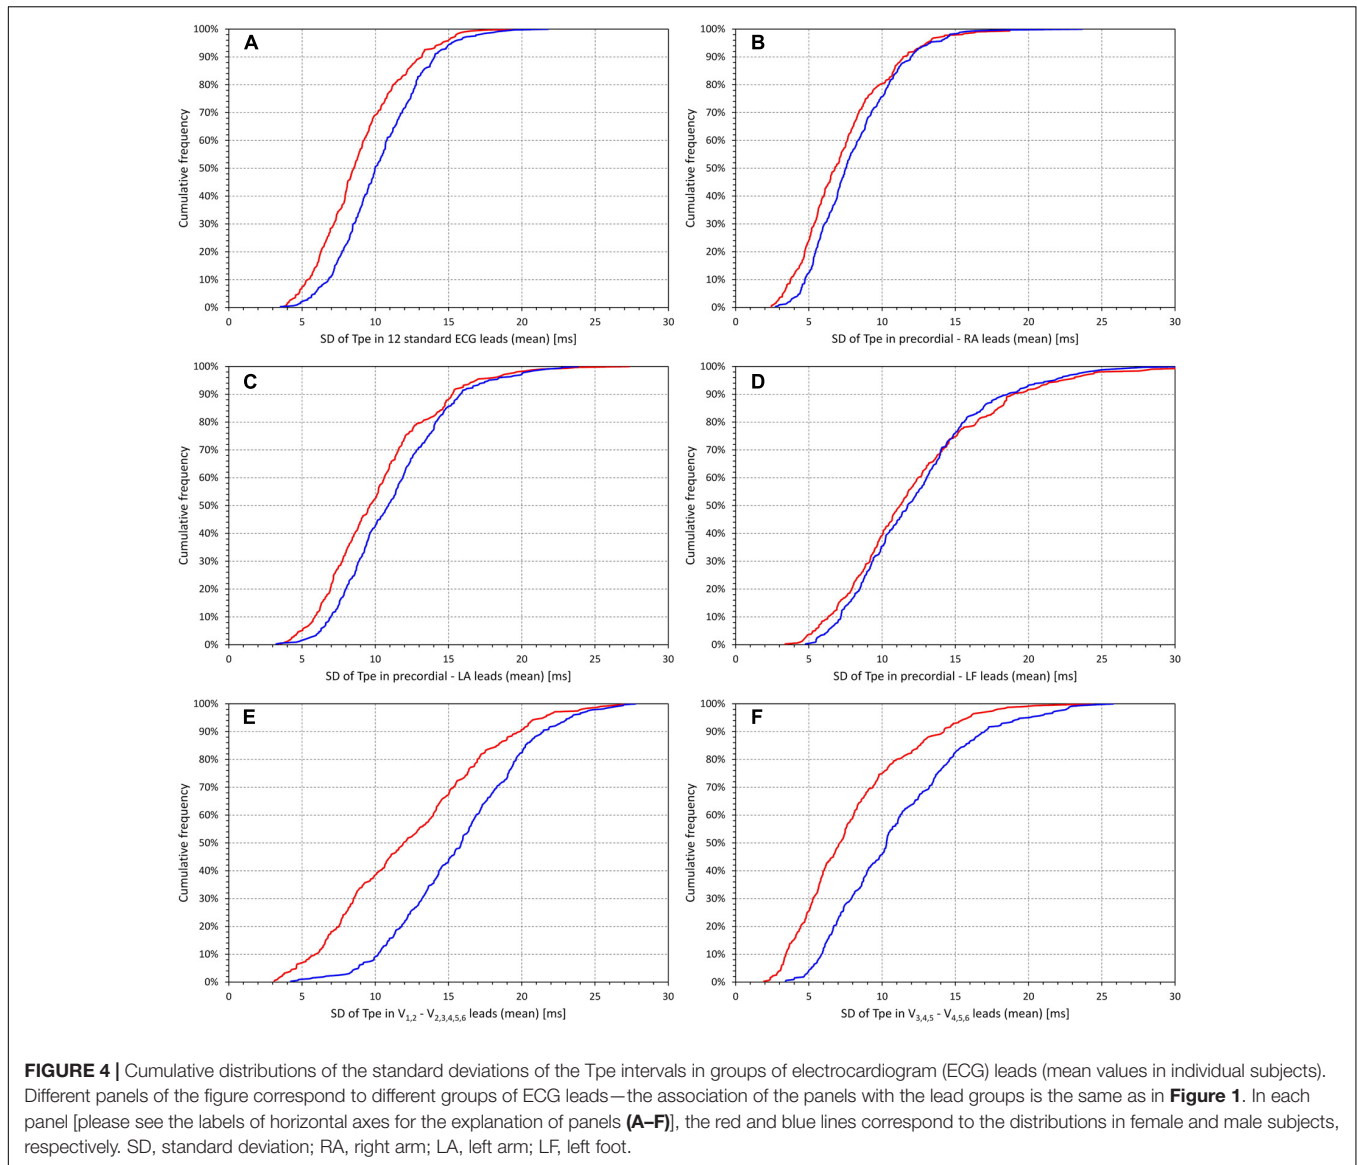 A
100%
90%
80%
70%
60%
50%
40%
30%
20%
10%
0%
Cumulative frequency
0 5 10 15 20 25 30
SD of Tpe in 12 standard ECG leads (mean) [ms]
B
100%
90%
80%
70%
60%
50%
40%
30%
20%
10%
0%
Cumulative frequency
0 5 10 15 20 25 30
SD of Tpe in precordial - RA leads (mean) [ms]
C
100%
90%
80%
70%
60%
50%
40%
30%
20%
10%
0%
Cumulative frequency
0 5 10 15 20 25 30
SD of Tpe in precordial - LA leads (mean) [ms]
D
100%
90%
80%
70%
60%
50%
40%
30%
20%
10%
0%
Cumulative frequency
0 5 10 15 20 25 30
SD of Tpe in precordial - LF leads (mean) [ms]
E
100%
90%
80%
70%
60%
50%
40%
30%
20%
10%
0%
Cumulative frequency
0 5 10 15 20 25 30
SD of Tpe in V1,2 - V2,3,4,5,6 leads (mean) [ms]
F
100%
90%
80%
70%
60%
50%
40%
30%
20%
10%
0%
Cumulative frequency
0 5 10 15 20 25 30
SD of Tpe in V3,4,5 - V4,5,6 leads (mean) [ms]
FIGURE 4 | Cumulative distributions of the standard deviations of the Tpe intervals in groups of electrocardiogram (ECG) leads (mean values in individual subjects).
Different panels of the figure correspond to different groups of ECG leads—the association of the panels with the lead groups is the same as in Figure 1. In each
panel [please see the labels of horizontal axes for the explanation of panels (A–F)], the red and blue lines correspond to the distributions in female and male subjects,
respectively. SD, standard deviation; RA, right arm; LA, left arm; LF, left foot.